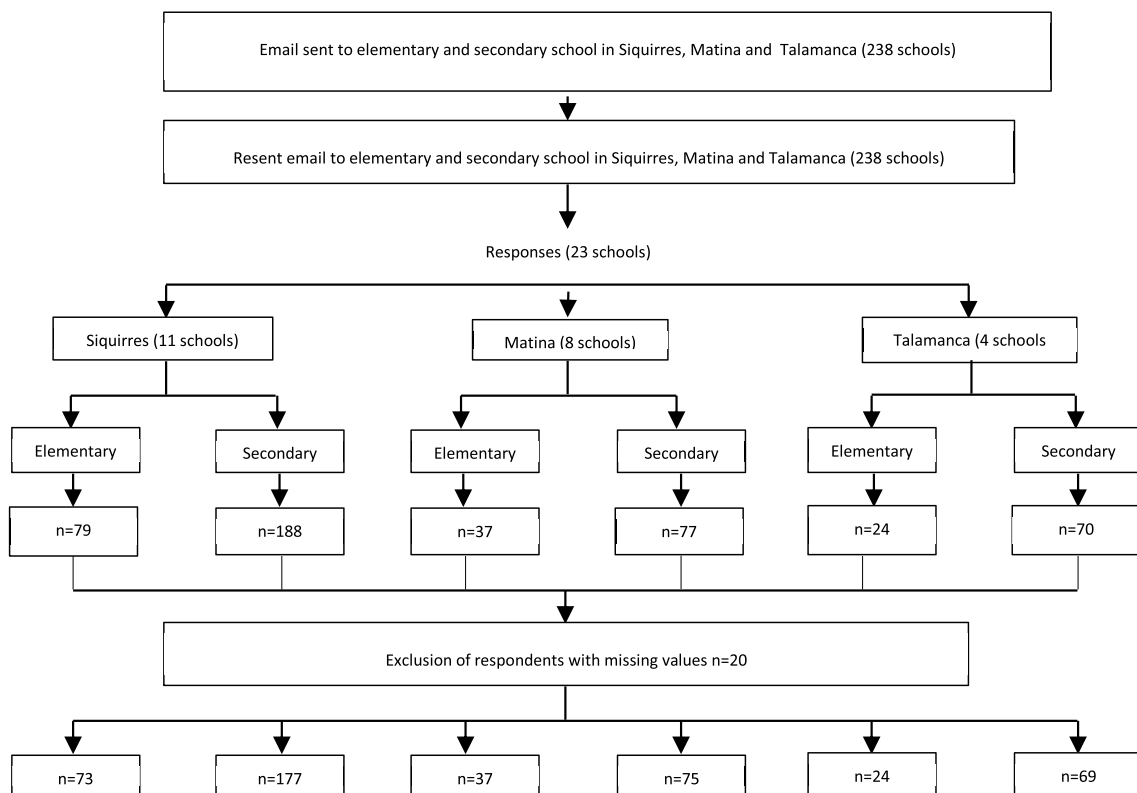 Email sent to elementary and secondary school in Siquirres, Matina and Talamanca (238 schools)
Resent email to elementary and secondary school in Siquirres, Matina and Talamanca (238 schools)
Responses (23 schools)
Siquirres (11 schools)
Matina (8 schools)
Talamanca (4 schools
Elementary
Secondary
Elementary
Secondary
Elementary
Secondary
n=79
n=188
n=37
n=77
n=24
n=70
Exclusion of respondents with missing values n=20
n=73
n=177
n=37
n=75
n=24
n=69